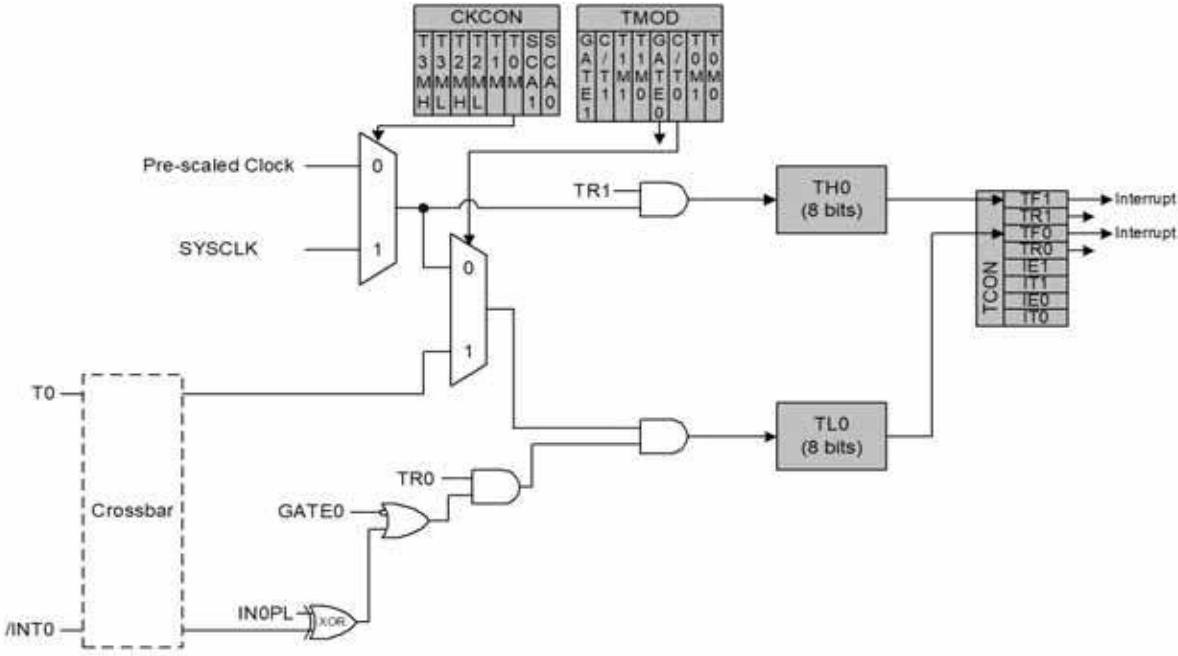 CKCON
T3MH
T3ML
T2MH
T2ML
T1M
T0M
SCA1
SCA0
TMOD
GATE1
C/T1
T1M1
T1M0
GATE0
C/T0
T0M1
T0M0
Pre-scaled Clock
0
SYSCLK
1
TR1
TH0
(8 bits)
TCON
TF1
TR1
TF0
TR0
IE1
IT1
IE0
IT0
Interrupt
Interrupt
0
1
T0
Crossbar
TL0
(8 bits)
TR0
GATE0
IN0PL
XOR
/INT0